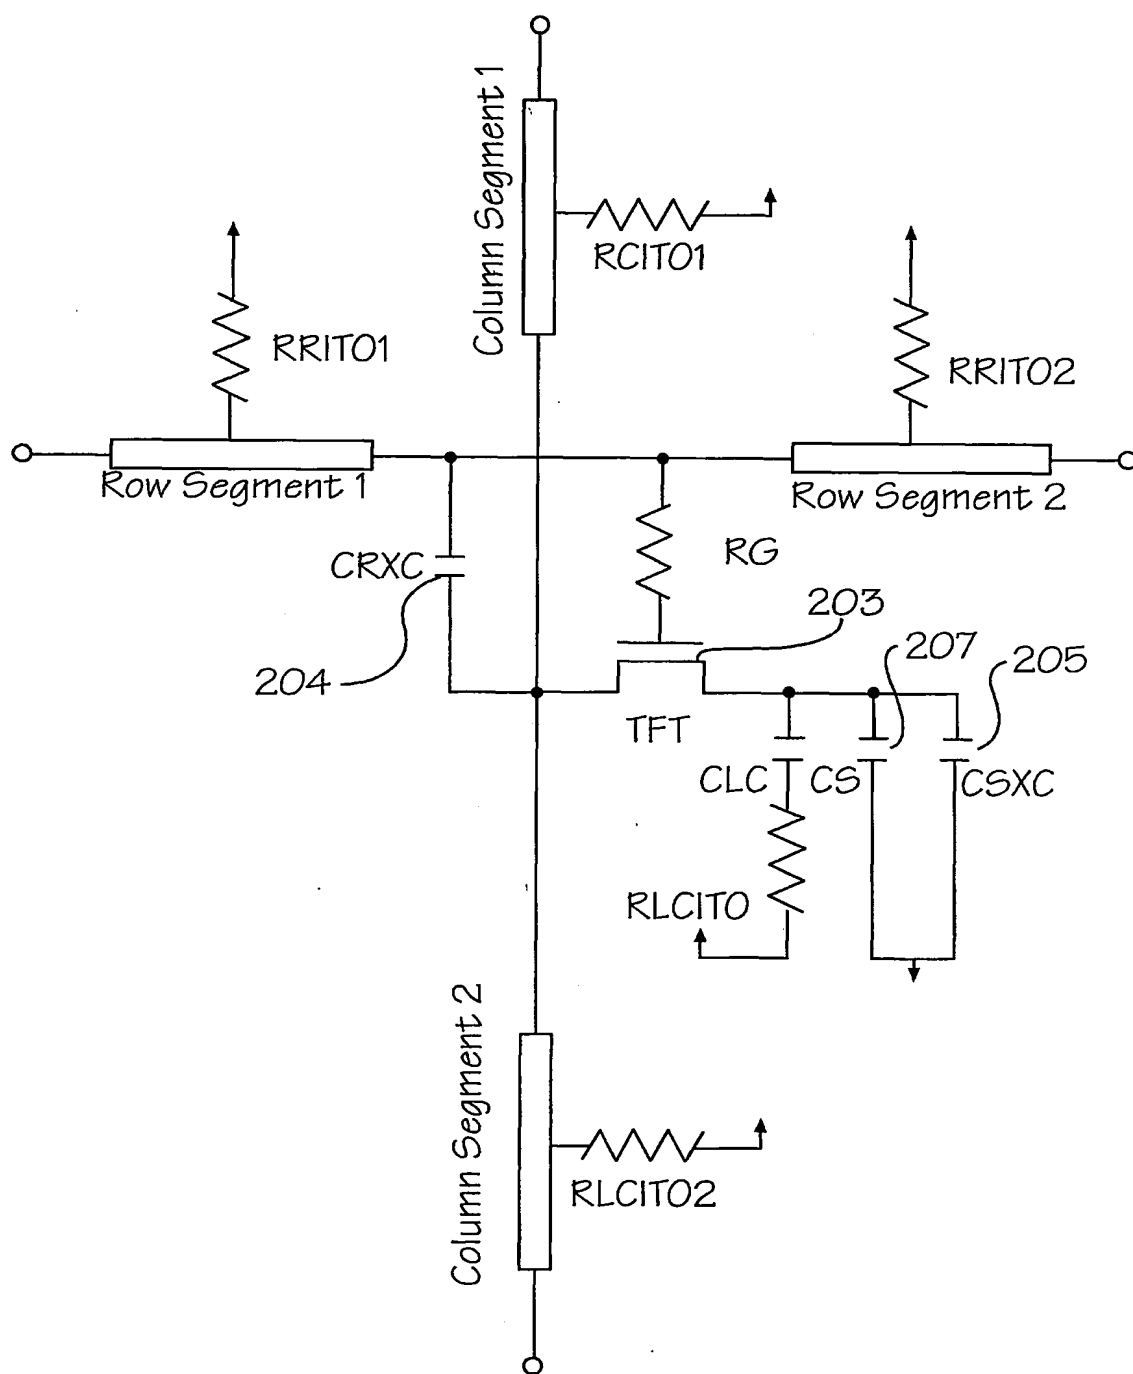 Column Segment 1
RCITO1
RRITO1
RRITO2
Row Segment 1
Row Segment 2
CRXC
RG
203
204
207
205
TFT
CLC
CS
CSXC
RLCITO
Column Segment 2
RLCITO2